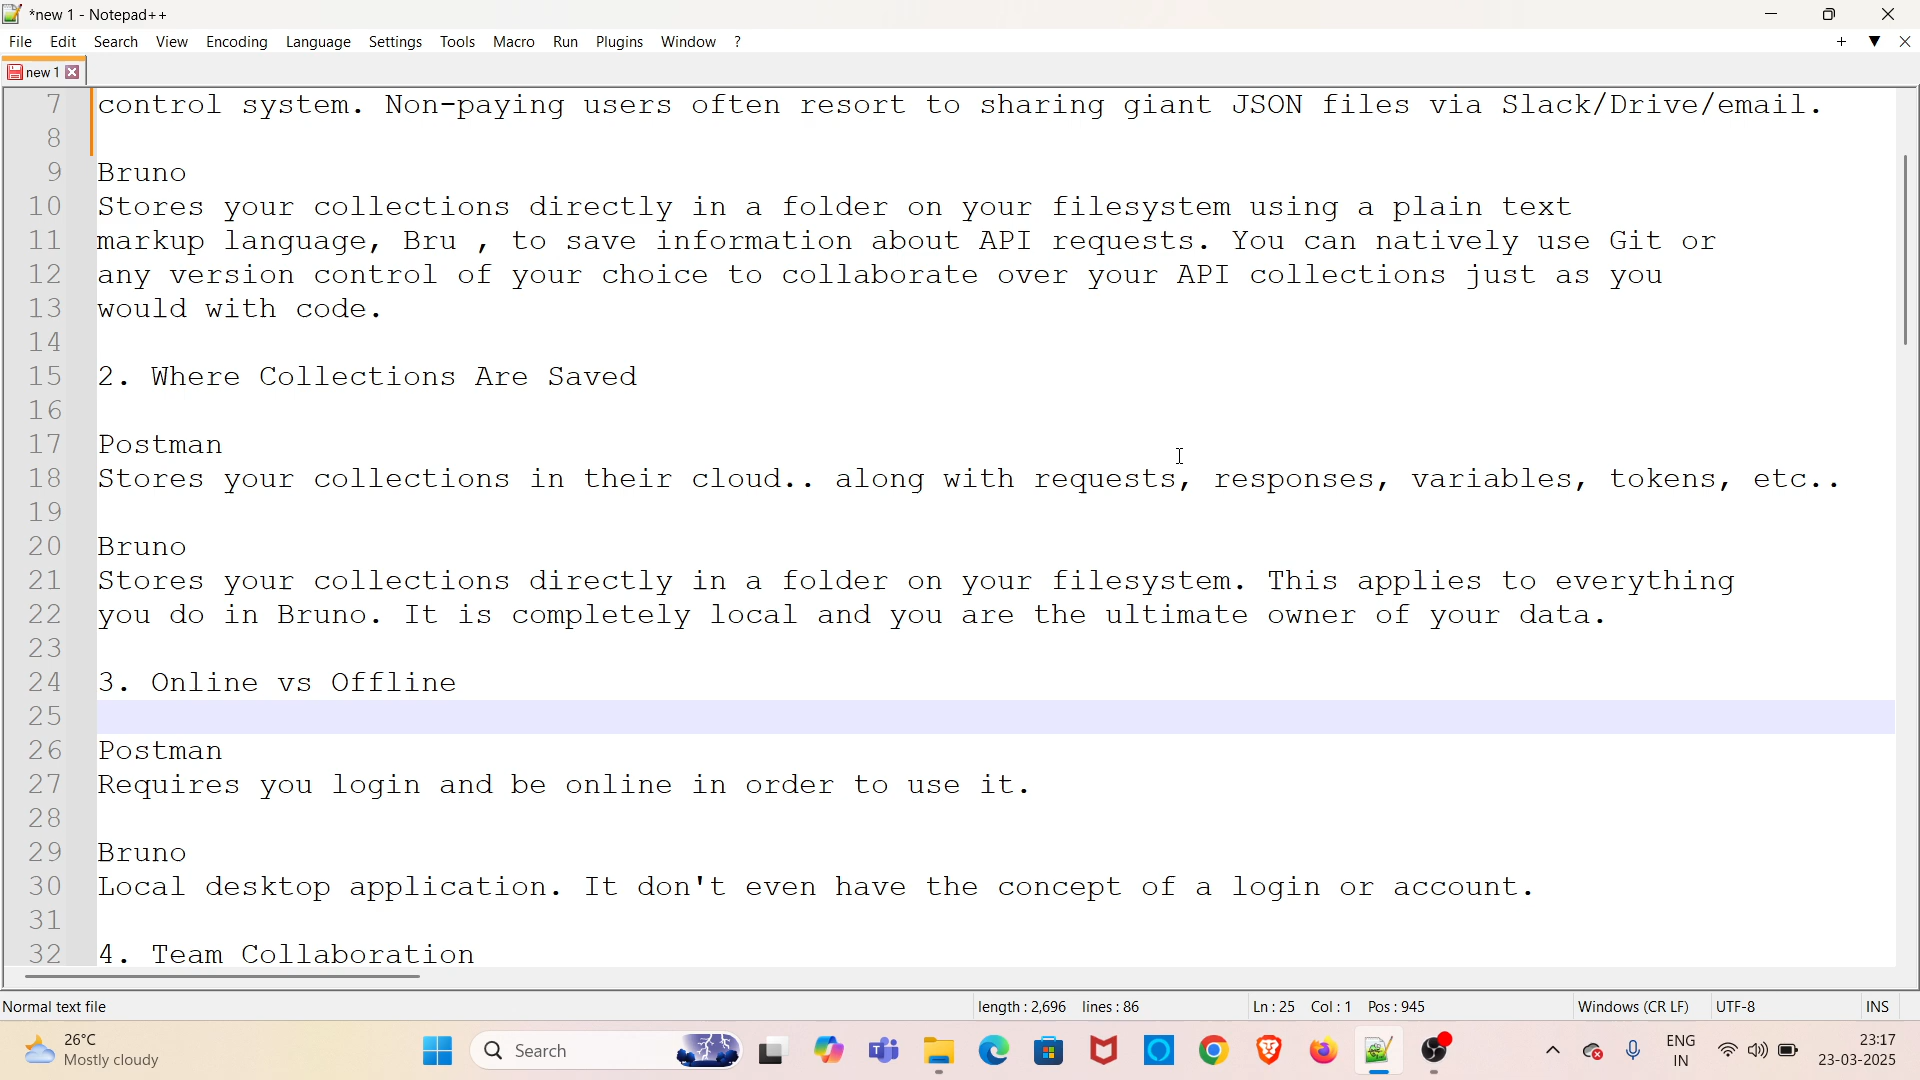 *new 1 - Notepad++
File Edit Search View Encoding Language Settings Tools Macro Run Plugins Window ?
new 1
7 control system. Non-paying users often resort to sharing giant JSON files via Slack/Drive/email.
8
9 Bruno
10 Stores your collections directly in a folder on your filesystem using a plain text
11 markup language, Bru , to save information about API requests. You can natively use Git or
12 any version control of your choice to collaborate over your API collections just as you
13 would with code.
14
15 2. Where Collections Are Saved
16
17 Postman
18 Stores your collections in their cloud.. along with requests, responses, variables, tokens, etc..
19
20 Bruno
21 Stores your collections directly in a folder on your filesystem. This applies to everything
22 you do in Bruno. It is completely local and you are the ultimate owner of your data.
23
24 3. Online vs Offline
25
26 Postman
27 Requires you login and be online in order to use it.
28
29 Bruno
30 Local desktop application. It don't even have the concept of a login or account.
31
32 4. Team Collaboration
Normal text file length : 2,696 lines : 86 Ln : 25 Col : 1 Pos : 945 Windows (CR LF) UTF-8 INS
26°C
Mostly cloudy
Search
ENG
IN
23:17
23-03-2025